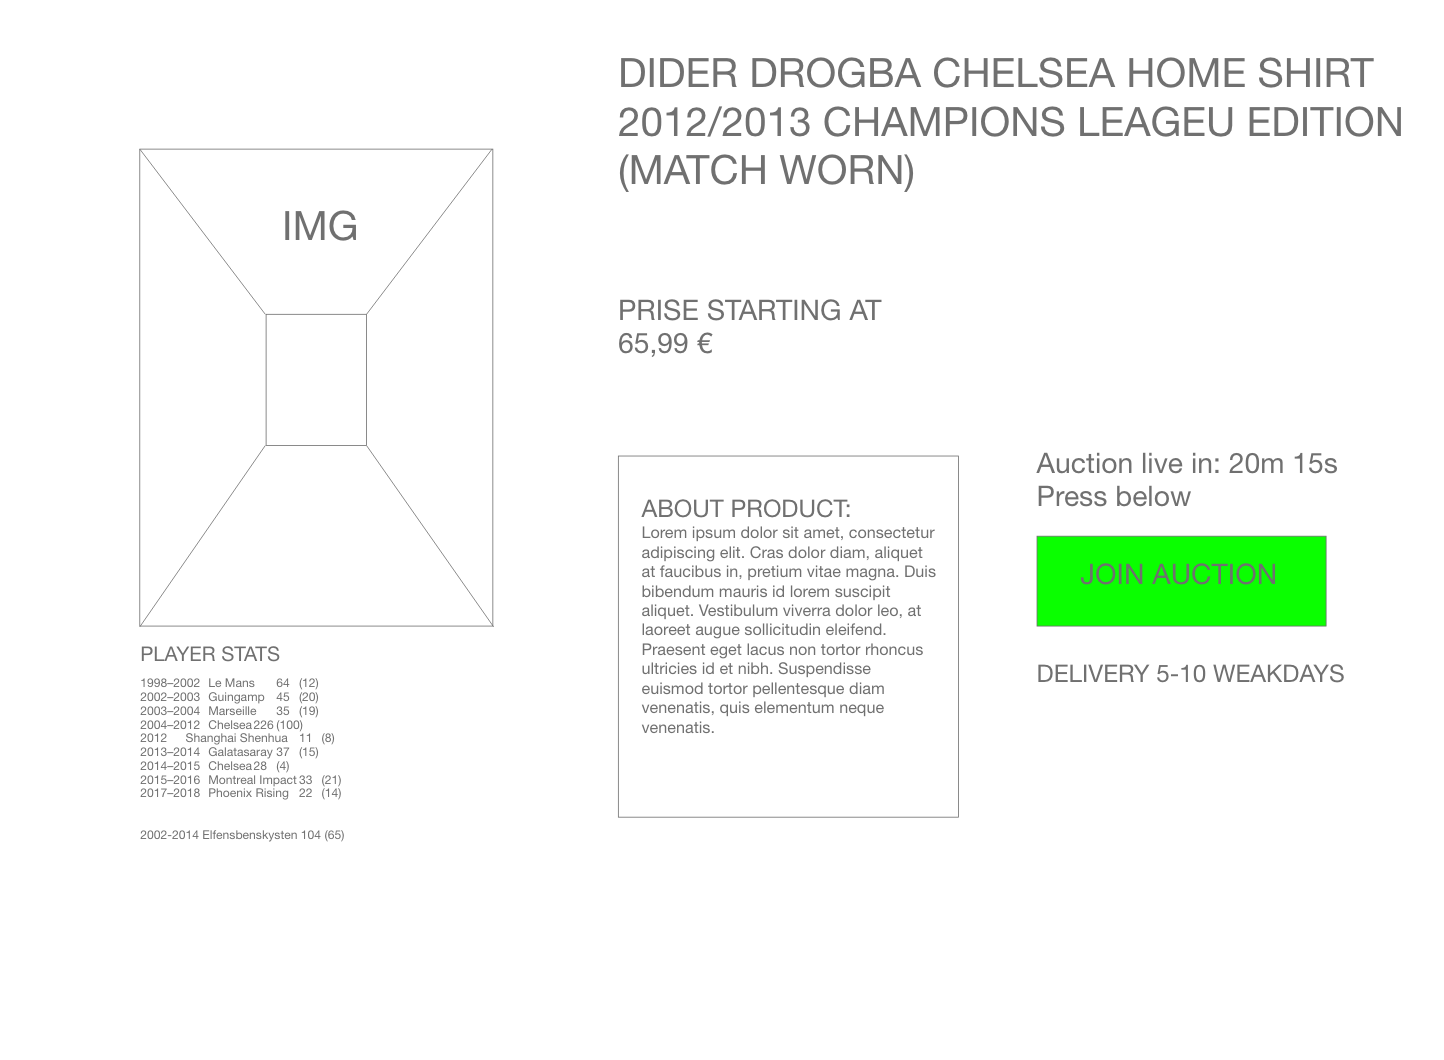 DIDER DROGBA CHELSEA HOME SHIRT
2012/2013 CHAMPIONS LEAGEU EDITION
(MATCH WORN)
IMG
PRISE STARTING AT
65,99 €
PLAYER STATS
1998–2002 Le Mans 64 (12)
2002–2003 Guingamp 45 (20)
2003–2004 Marseille 35 (19)
2004–2012 Chelsea 226 (100)
2012 Shanghai Shenhua 11 (8)
2013–2014 Galatasaray 37 (15)
2014–2015 Chelsea 28 (4)
2015–2016 Montreal Impact 33 (21)
2017–2018 Phoenix Rising 22 (14)
2002-2014 Elfensbenskysten 104 (65)
ABOUT PRODUCT:
Lorem ipsum dolor sit amet, consectetur
adipiscing elit. Cras dolor diam, aliquet
at faucibus in, pretium vitae magna. Duis
bibendum mauris id lorem suscipit
aliquet. Vestibulum viverra dolor leo, at
laoreet augue sollicitudin eleifend.
Praesent eget lacus non tortor rhoncus
ultricies id et nibh. Suspendisse
euismod tortor pellentesque diam
venenatis, quis elementum neque
venenatis.
Auction live in: 20m 15s
Press below
JOIN AUCTION
DELIVERY 5-10 WEAKDAYS